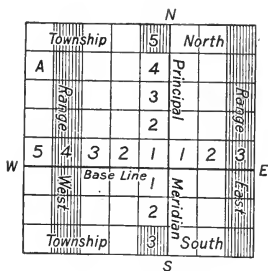 N
Township 5 North
A 4
3
2
W 5 4 3 2 1 1 2 3 E
Base Line 1
2
Township 3 South
S
Range West
Principal Meridian
Range East